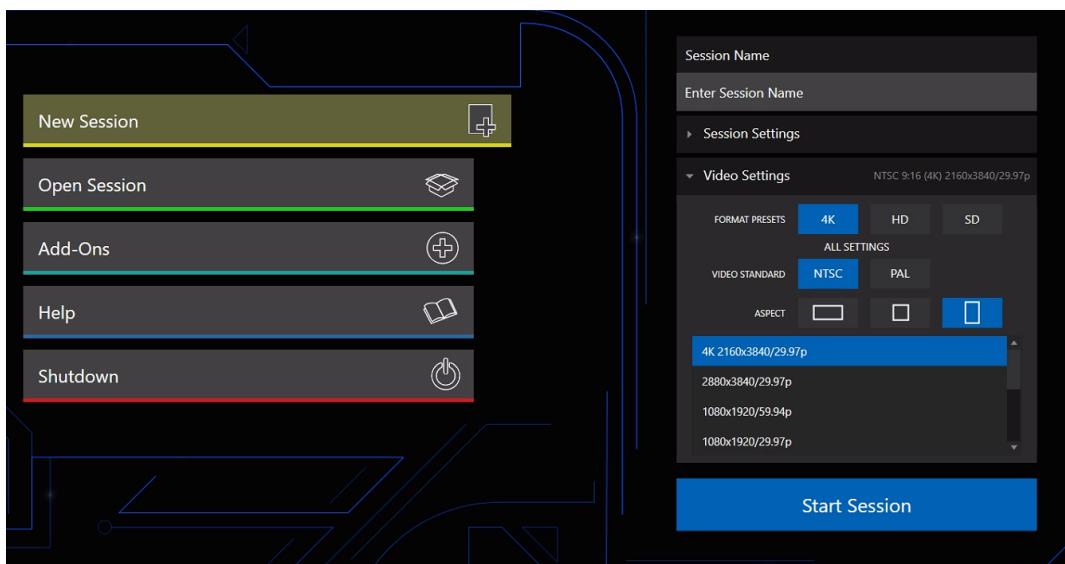 New Session
Open Session
Add-Ons
Help
Shutdown
Session Name
Enter Session Name
Session Settings
Video Settings NTSC 9:16 (4K) 2160x3840/29.97p
FORMAT PRESETS 4K HD SD
ALL SETTINGS
VIDEO STANDARD NTSC PAL
ASPECT
4K 2160x3840/29.97p
2880x3840/29.97p
1080x1920/59.94p
1080x1920/29.97p
Start Session